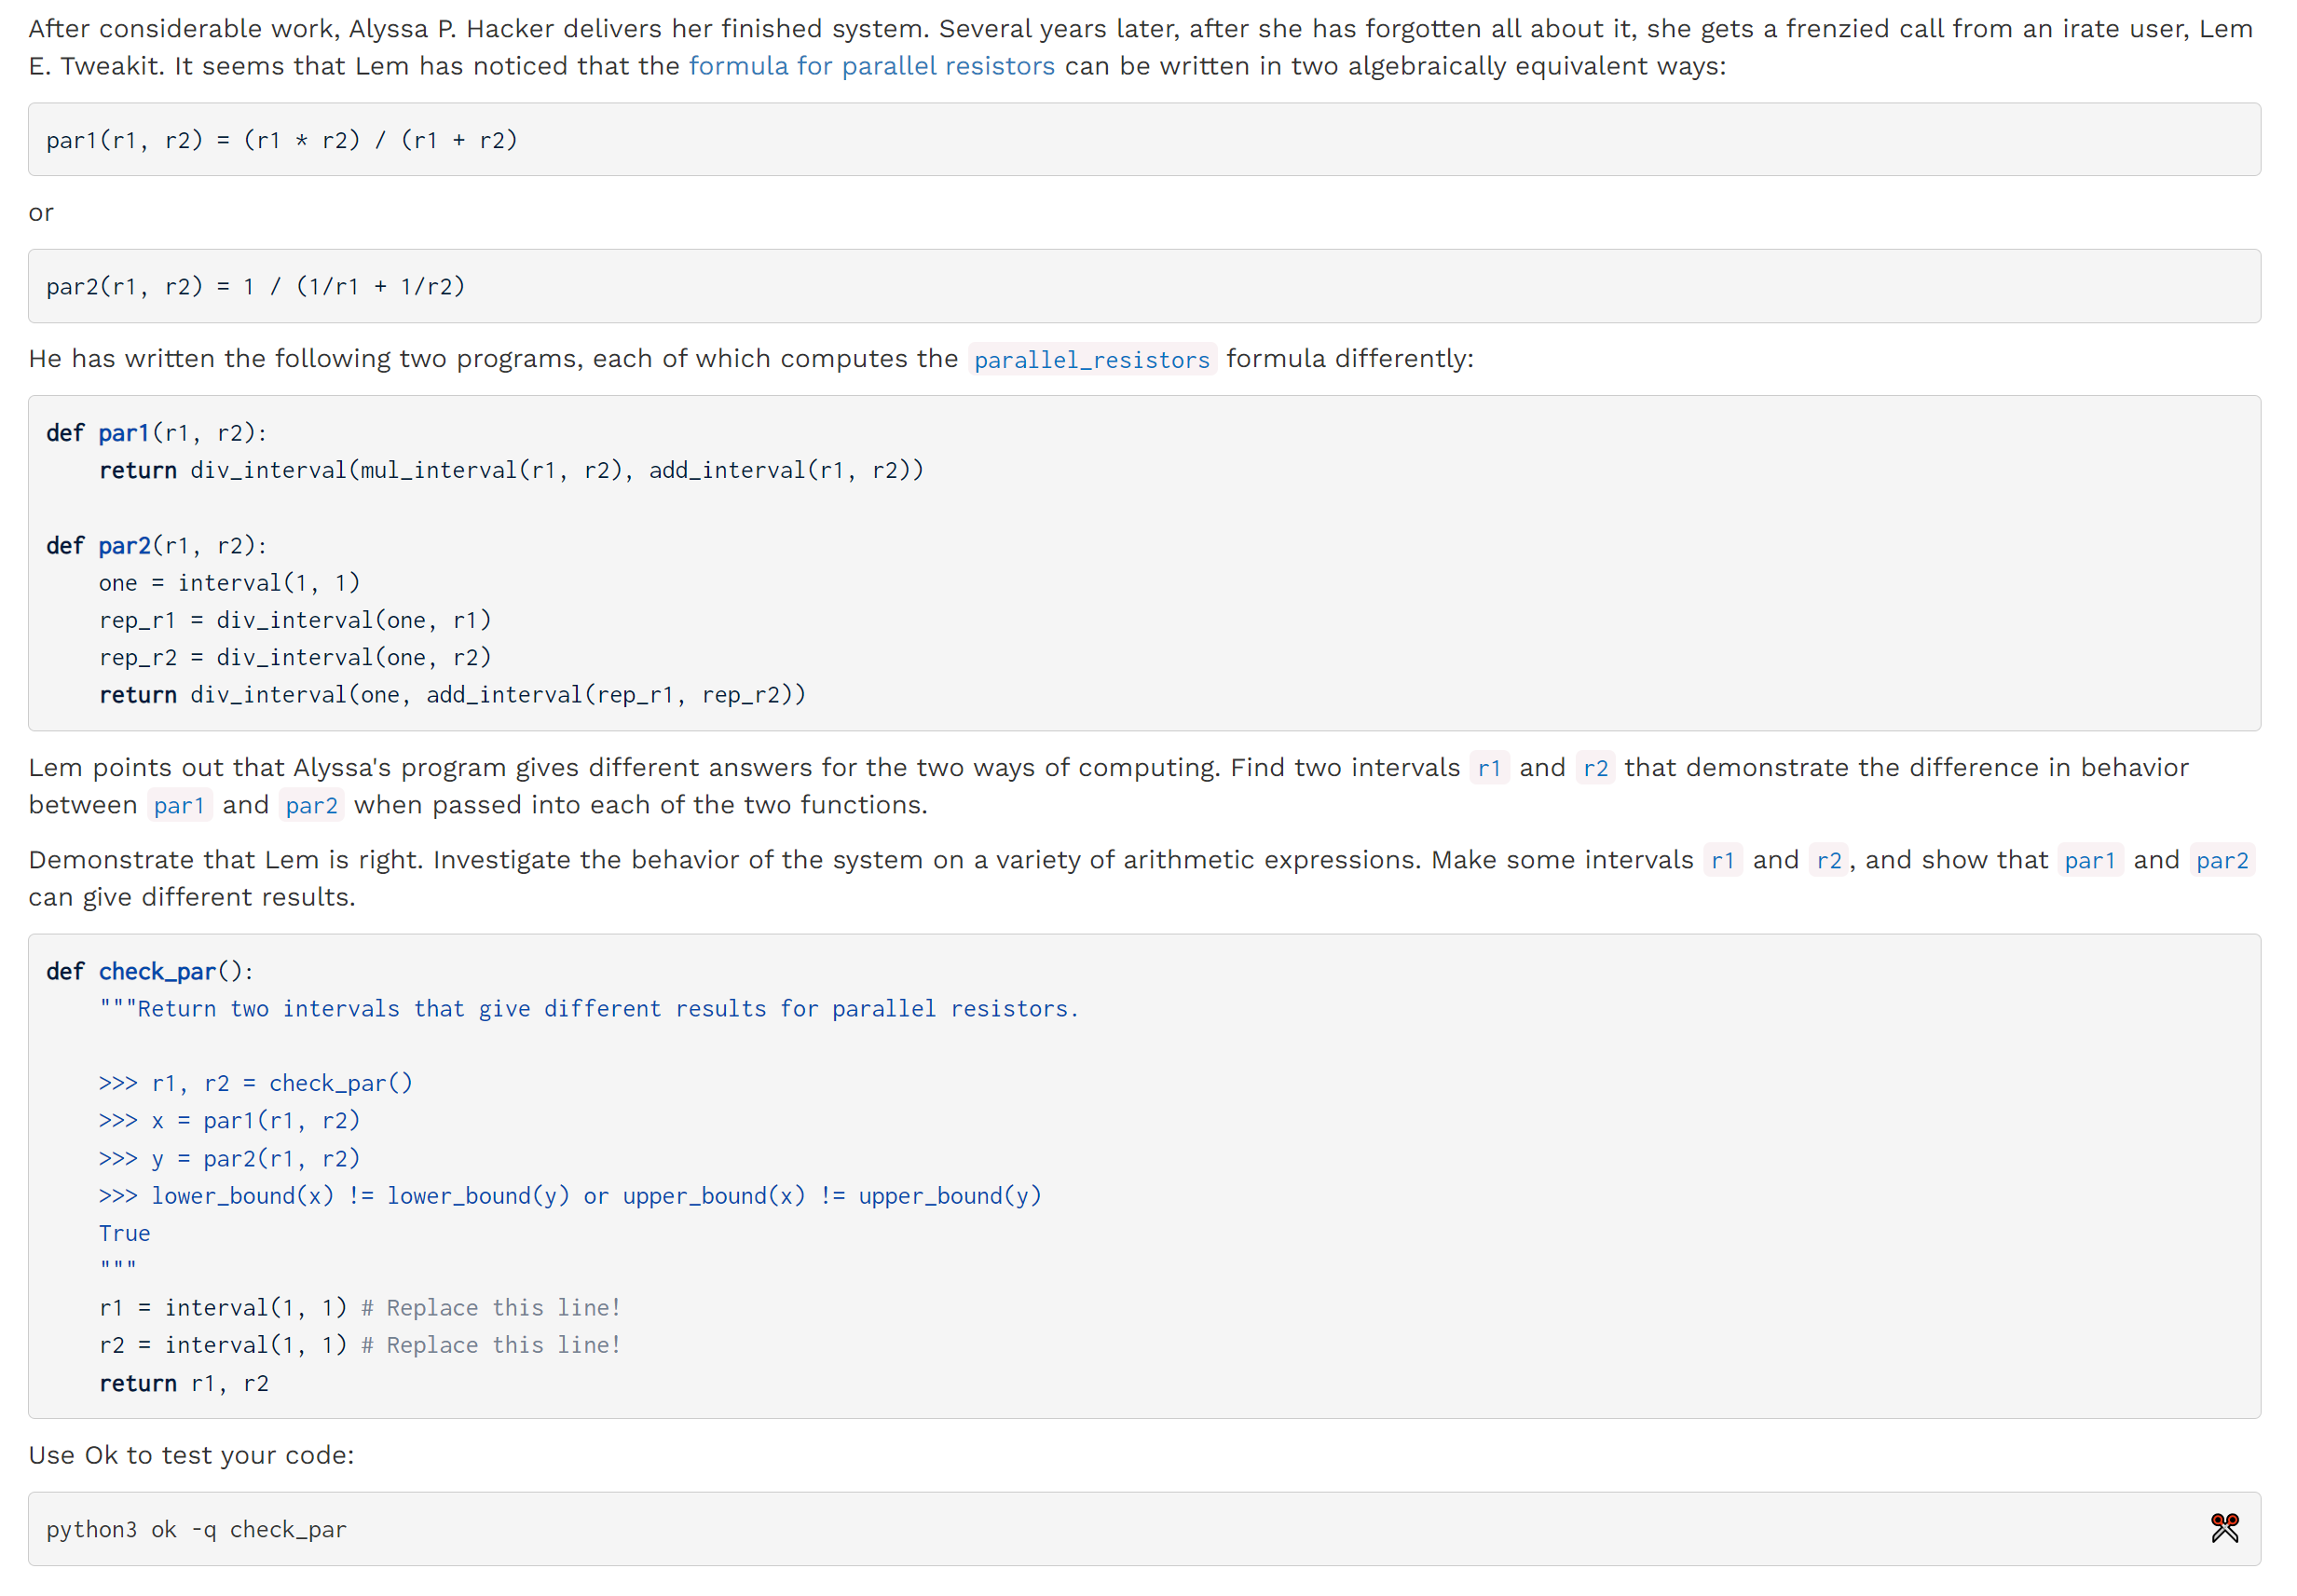 After considerable work, Alyssa P. Hacker delivers her finished system. Several years later, after she has forgotten all about it, she gets a frenzied call from an irate user, Lem
E. Tweakit. It seems that Lem has noticed that the formula for parallel resistors can be written in two algebraically equivalent ways:
par1(r1, r2) = (r1 * r2) / (r1 + r2)
or
par2(r1, r2) = 1 / (1/r1 + 1/r2)
He has written the following two programs, each of which computes the parallel_resistors formula differently:
def par1(r1, r2):
    return div_interval(mul_interval(r1, r2), add_interval(r1, r2))
def par2(r1, r2):
    one = interval(1, 1)
    rep_r1 = div_interval(one, r1)
    rep_r2 = div_interval(one, r2)
    return div_interval(one, add_interval(rep_r1, rep_r2))
Lem points out that Alyssa's program gives different answers for the two ways of computing. Find two intervals r1 and r2 that demonstrate the difference in behavior
between par1 and par2 when passed into each of the two functions.
Demonstrate that Lem is right. Investigate the behavior of the system on a variety of arithmetic expressions. Make some intervals r1 and r2, and show that par1 and par2
can give different results.
def check_par():
    """Return two intervals that give different results for parallel resistors.
    >>> r1, r2 = check_par()
    >>> x = par1(r1, r2)
    >>> y = par2(r1, r2)
    >>> lower_bound(x) != lower_bound(y) or upper_bound(x) != upper_bound(y)
    True
    """
    r1 = interval(1, 1) # Replace this line!
    r2 = interval(1, 1) # Replace this line!
    return r1, r2
Use Ok to test your code:
python3 ok -q check_par